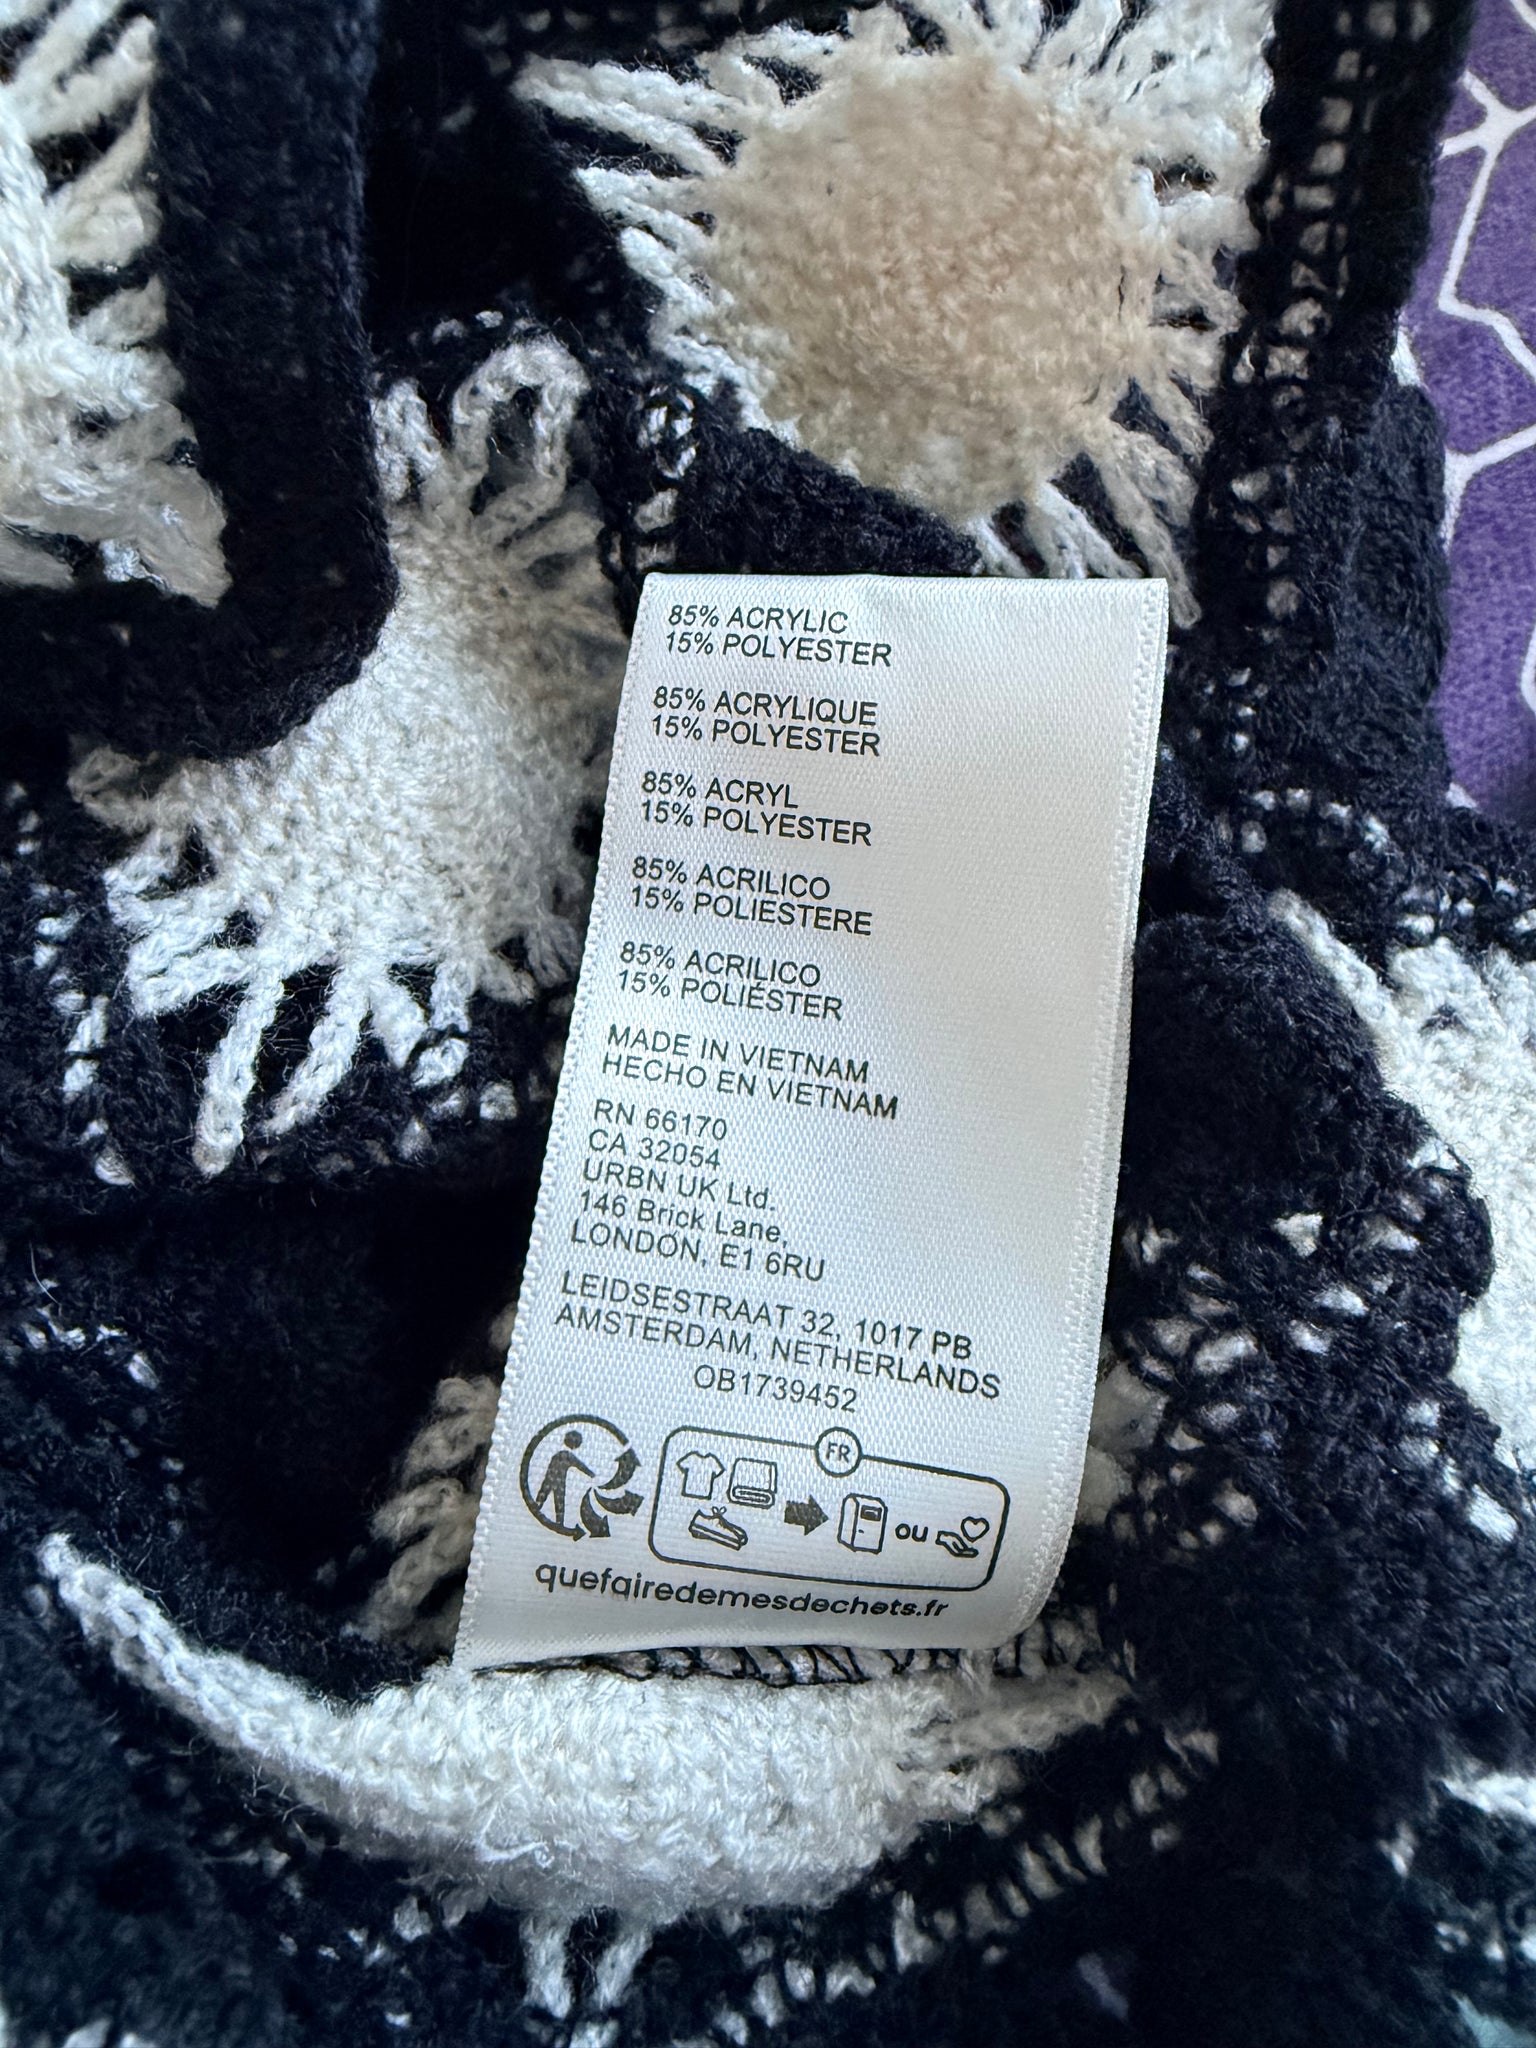 85% ACRYLIC
15% POLYESTER
85% ACRYLIQUE
15% POLYESTER
85% ACRYL
15% POLYESTER
85% ACRILICO
15% POLIESTERE
85% ACRILICO
15% POLIÉSTER
MADE IN VIETNAM
HECHO EN VIETNAM
RN 66170
CA 32054
URBN UK Ltd.
146 Brick Lane,
LONDON, E1 6RU
LEIDSESTRAAT 32, 1017 PB
AMSTERDAM, NETHERLANDS
OB1739452
FR
ou
quefairedemesdechets.fr